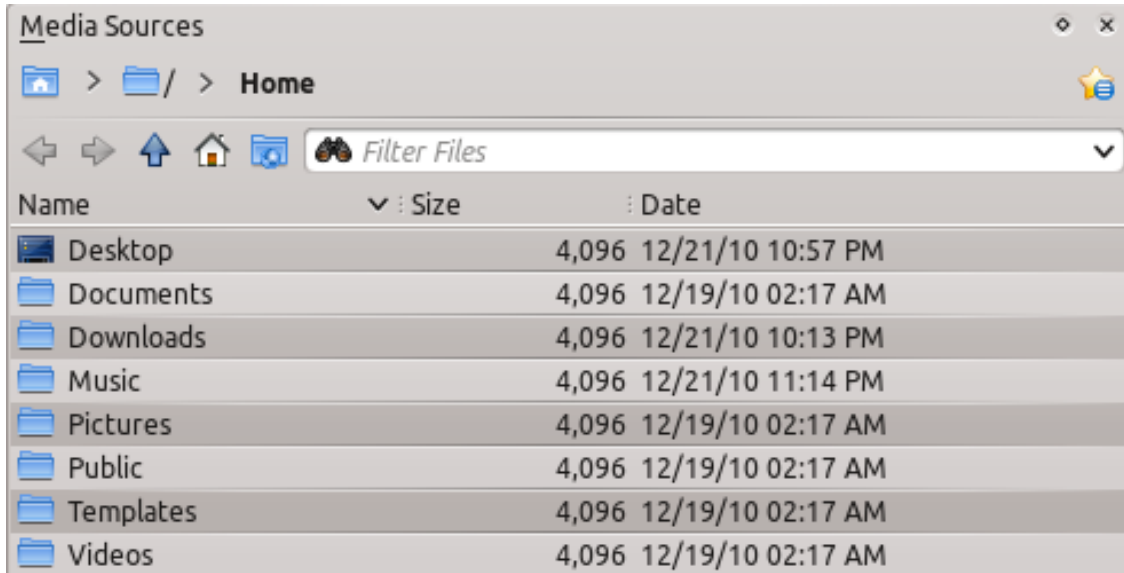 Media Sources
> / > Home
Filter Files
Name Size Date
Desktop 4,096 12/21/10 10:57 PM
Documents 4,096 12/19/10 02:17 AM
Downloads 4,096 12/21/10 10:13 PM
Music 4,096 12/21/10 11:14 PM
Pictures 4,096 12/19/10 02:17 AM
Public 4,096 12/19/10 02:17 AM
Templates 4,096 12/19/10 02:17 AM
Videos 4,096 12/19/10 02:17 AM